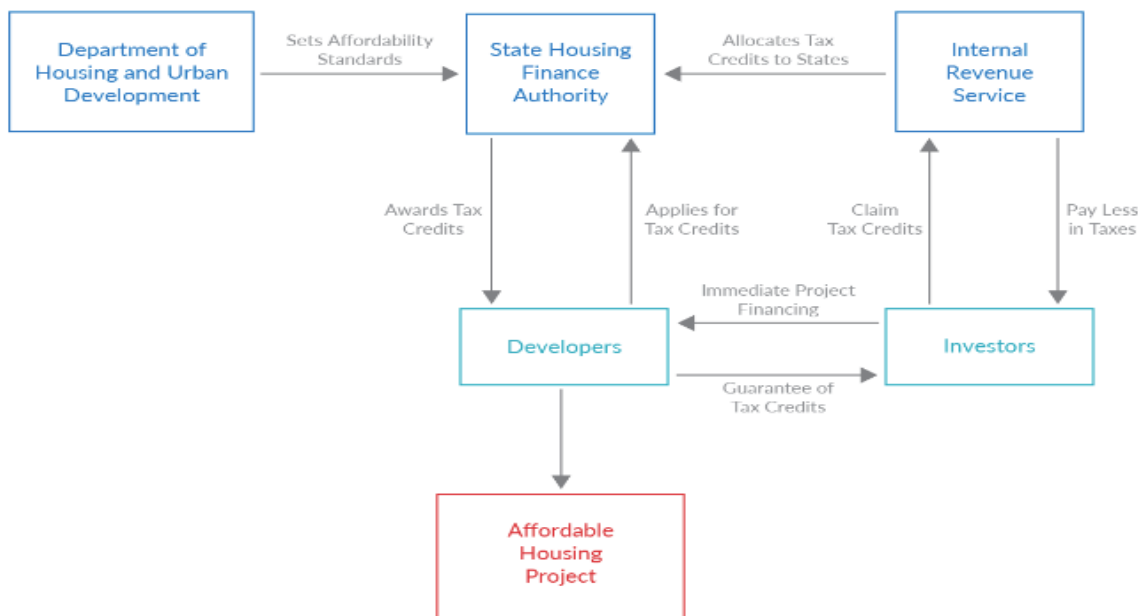 Department of
Housing and Urban
Development
Sets Affordability
Standards
State Housing
Finance
Authority
Allocates Tax
Credits to States
Internal
Revenue
Service
Awards Tax
Credits
Applies for
Tax Credits
Claim
Tax Credits
Pay Less
in Taxes
Immediate Project
Financing
Developers
Investors
Guarantee of
Tax Credits
Affordable
Housing
Project